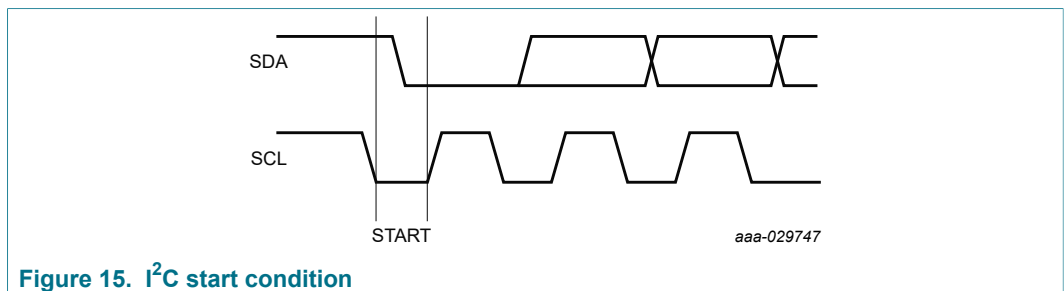 SDA
SCL
START
aaa-029747
Figure 15. I²C start condition